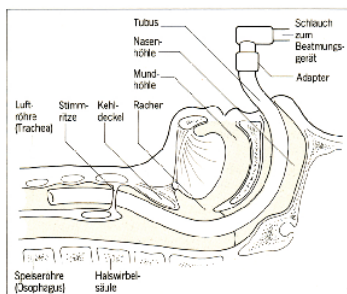 Tubus
Nasen-
höhle
Mund-
höhle
Schlauch
zum
Beatmungs-
gerät
Adapter
Luft-
röhre
(Trachea)
Stimm-
ritze
Kehl-
deckel
Rachen
Speiseröhre
(Ösophagus)
Halswirbel-
säule